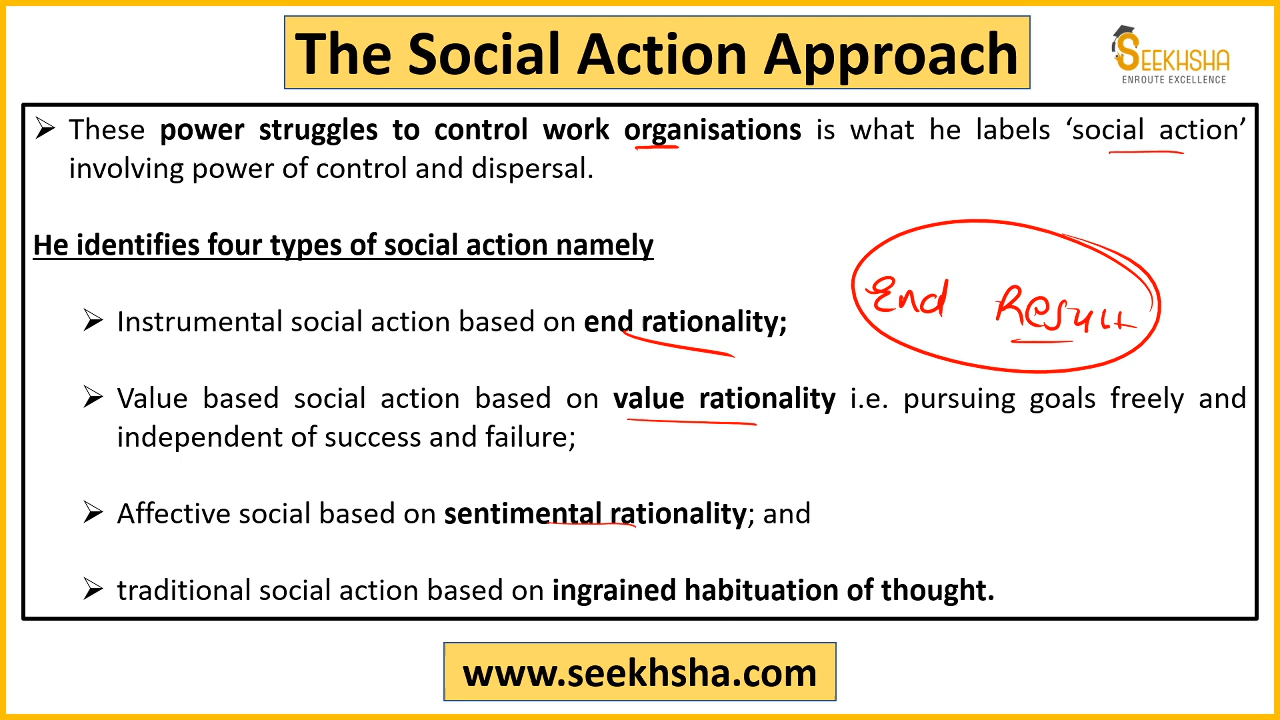 The Social Action Approach
SEEKHSHA
ENROUTE EXCELLENCE
➢ These power struggles to control work organisations is what he labels ‘social action’
involving power of control and dispersal.
He identifies four types of social action namely
➢ Instrumental social action based on end rationality;
End Result
➢ Value based social action based on value rationality i.e. pursuing goals freely and
independent of success and failure;
➢ Affective social based on sentimental rationality; and
➢ traditional social action based on ingrained habituation of thought.
www.seekhsha.com